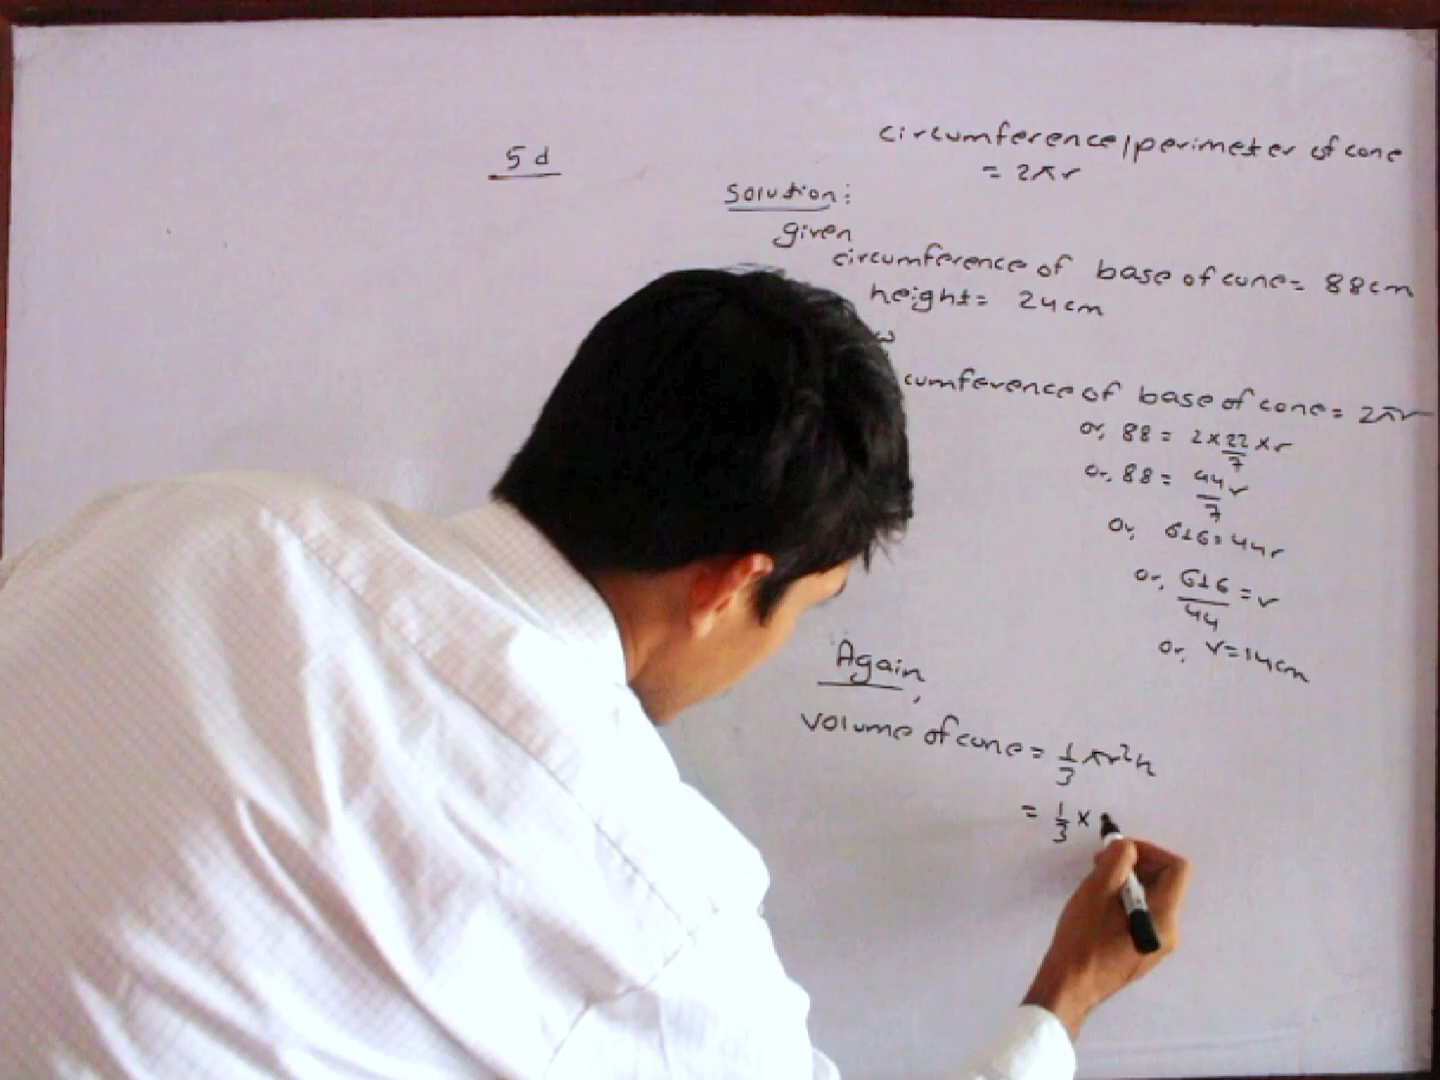 circumference/perimeter of cone
= 2πr
5 d
Solution:
given
circumference of base of cone = 88cm
height = 24cm
w
cumference of base of cone = 2πr
or, 88 = 2 × 22/7 × r
or, 88 = 44/7 r
or, 616 = 44r
or, 616/44 = r
or, r = 14cm
Again,
volume of cone = 1/3 πr²h
= 1/3 ×